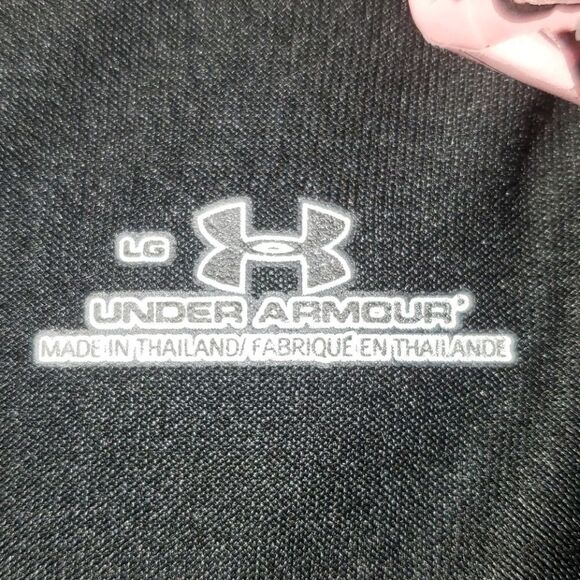 LG
UNDER ARMOUR®
MADE IN THAILAND/ FABRIQUÉ EN THAILANDE